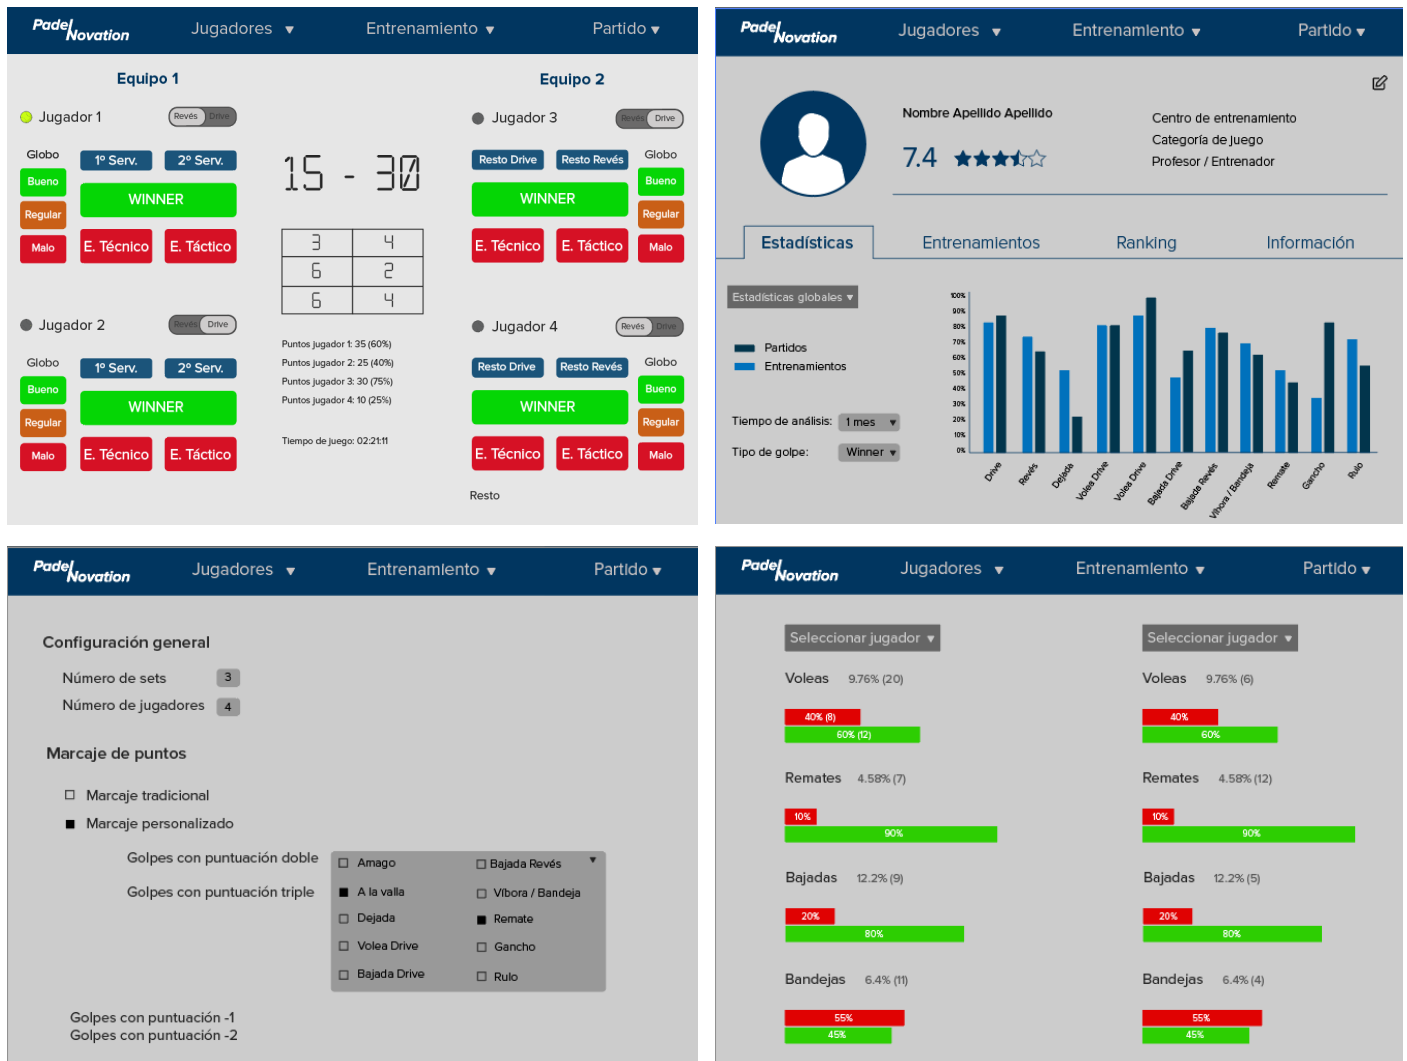 Padel Novation
Jugadores Entrenamiento Partido
Equipo 1
Equipo 2
Jugador 1 Revés Drive
Globo 1º Serv. 2º Serv.
Bueno
WINNER
Regular
Malo E. Técnico E. Táctico
Jugador 2 Revés Drive
Globo 1º Serv. 2º Serv.
Bueno
WINNER
Regular
Malo E. Técnico E. Táctico
15 - 30
3 4
6 2
6 4
Puntos jugador 1: 35 (60%)
Puntos jugador 2: 25 (40%)
Puntos jugador 3: 30 (75%)
Puntos jugador 4: 10 (25%)
Tiempo de juego: 02:21:11
Jugador 3 Revés Drive
Resto Drive Resto Revés Globo
Bueno
WINNER
Regular
E. Técnico E. Táctico Malo
Jugador 4 Revés Drive
Resto Drive Resto Revés Globo
Bueno
WINNER
Regular
E. Técnico E. Táctico Malo
Resto
Padel Novation
Jugadores Entrenamiento Partido
Nombre Apellido Apellido
7.4
Centro de entrenamiento
Categoría de juego
Profesor / Entrenador
Estadísticas Entrenamientos Ranking Información
Estadísticas globales
Partidos
Entrenamientos
Tiempo de análisis: 1 mes
Tipo de golpe: Winner
100%
90%
80%
70%
60%
50%
40%
30%
20%
10%
0%
Drive
Revés
Dejada
Volea Drive
Volea Drive
Bajada Drive
Bajada Revés
Víbora / Bandeja
Remate
Gancho
Rulo
Padel Novation
Jugadores Entrenamiento Partido
Configuración general
Número de sets 3
Número de jugadores 4
Marcaje de puntos
Marcaje tradicional
Marcaje personalizado
Golpes con puntuación doble
Golpes con puntuación triple
Amago Bajada Revés
A la valla Víbora / Bandeja
Dejada Remate
Volea Drive Gancho
Bajada Drive Rulo
Golpes con puntuación -1
Golpes con puntuación -2
Padel Novation
Jugadores Entrenamiento Partido
Seleccionar jugador
Voleas 9.76% (20)
40% (8)
60% (12)
Remates 4.58% (7)
10%
90%
Bajadas 12.2% (9)
20%
80%
Bandejas 6.4% (11)
55%
45%
Seleccionar jugador
Voleas 9.76% (6)
40%
60%
Remates 4.58% (12)
10%
90%
Bajadas 12.2% (5)
20%
80%
Bandejas 6.4% (4)
55%
45%